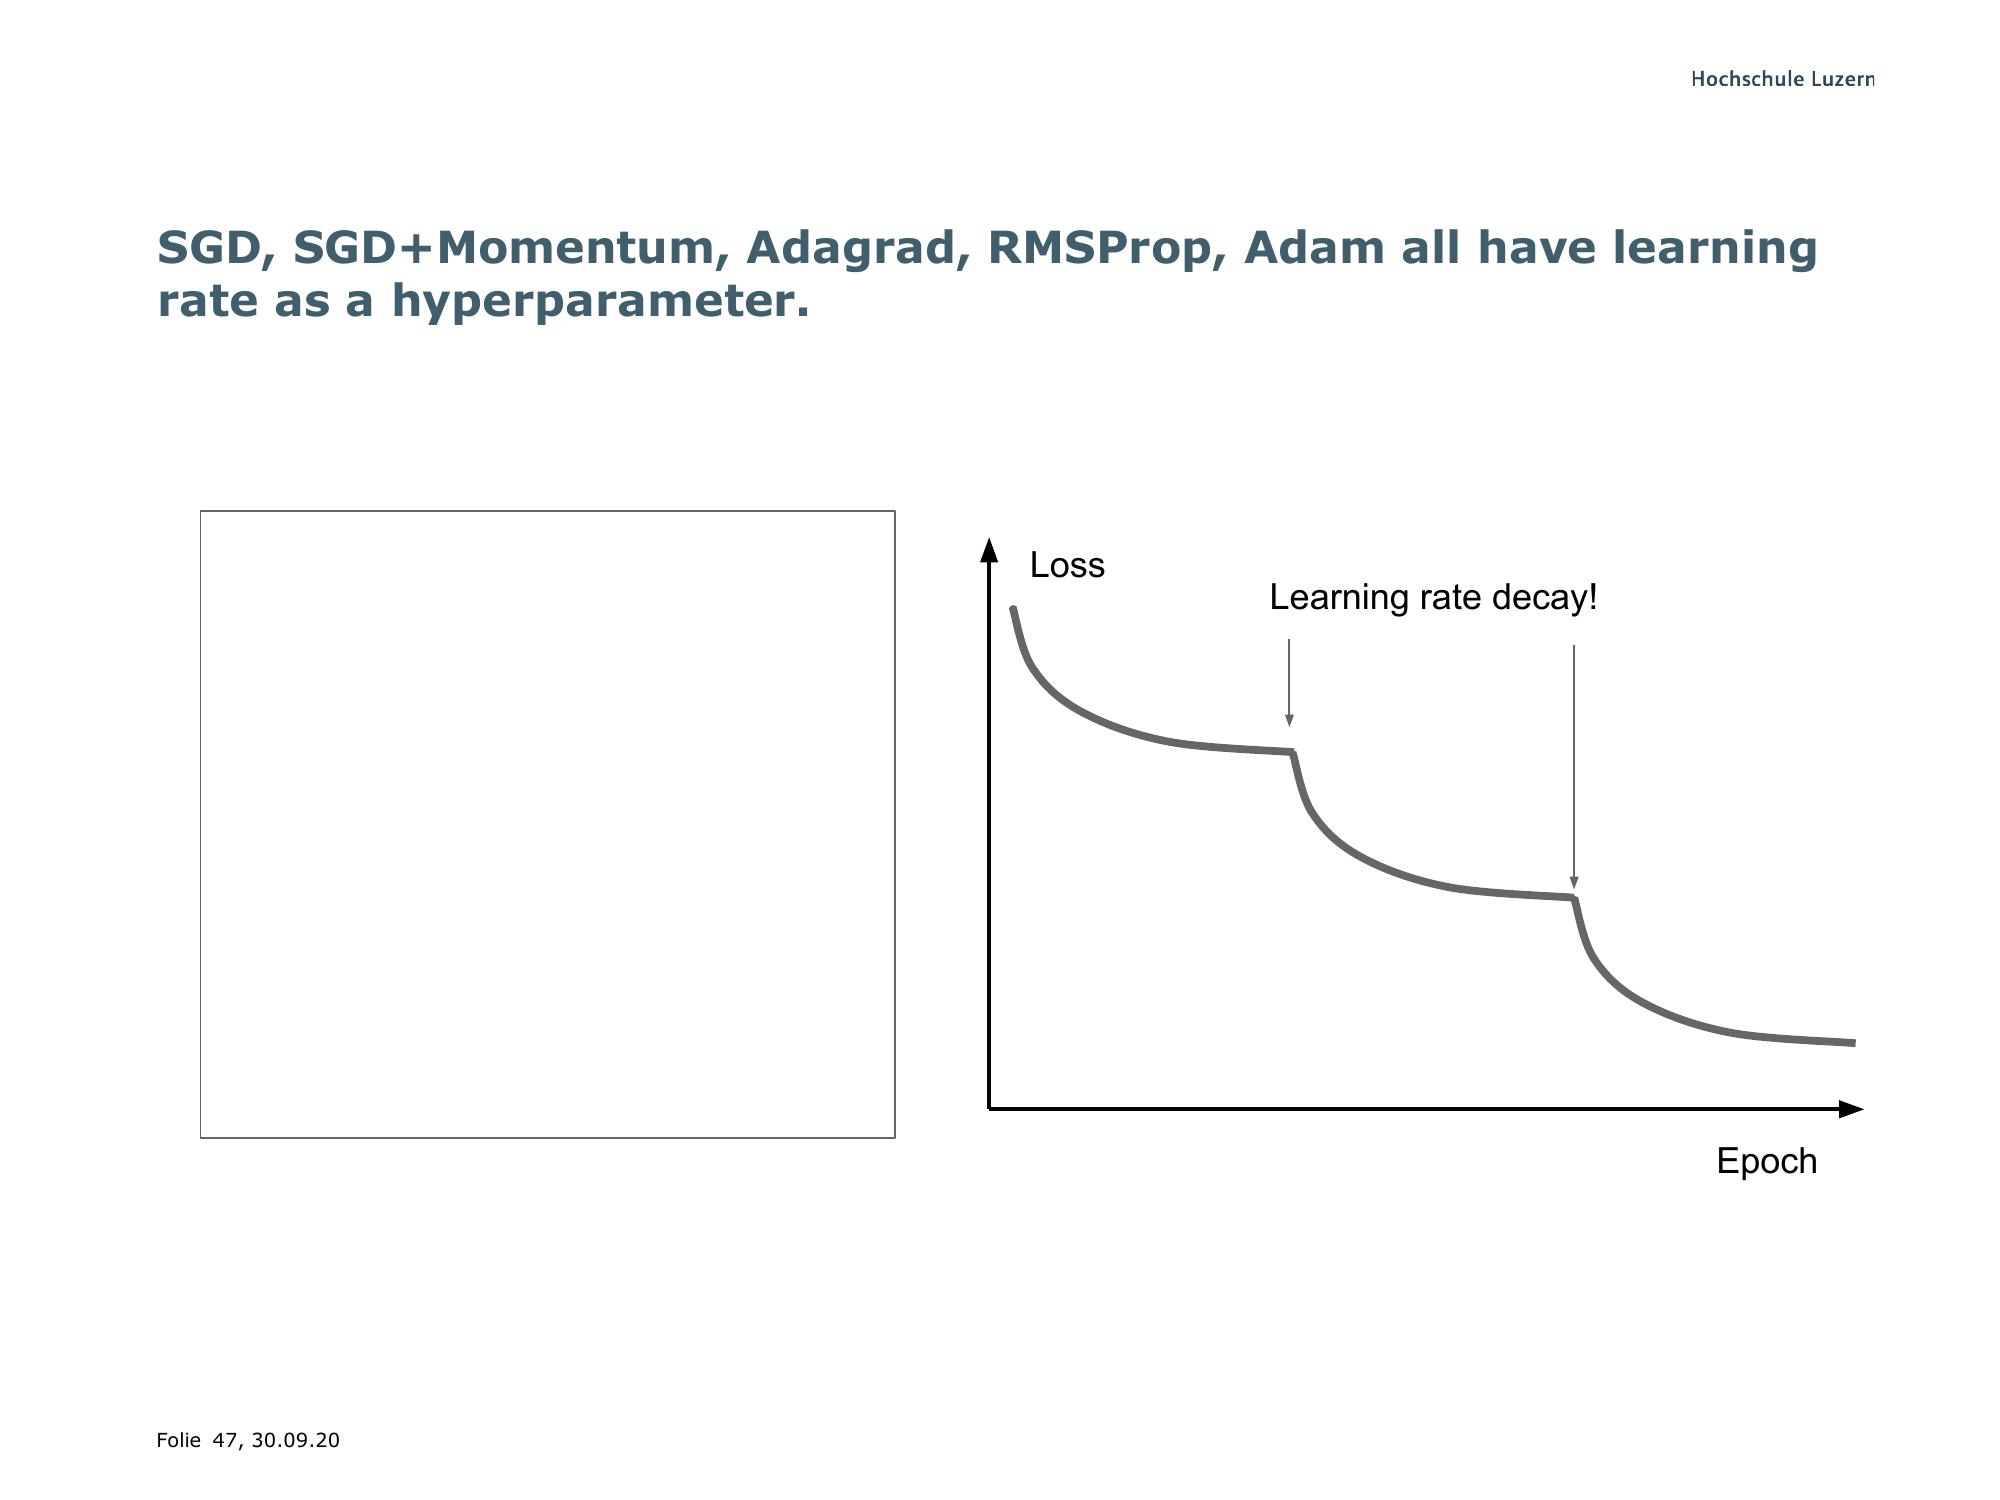 Hochschule Luzern
SGD, SGD+Momentum, Adagrad, RMSProp, Adam all have learning
rate as a hyperparameter.
Loss
Learning rate decay!
Epoch
Folie 47, 30.09.20